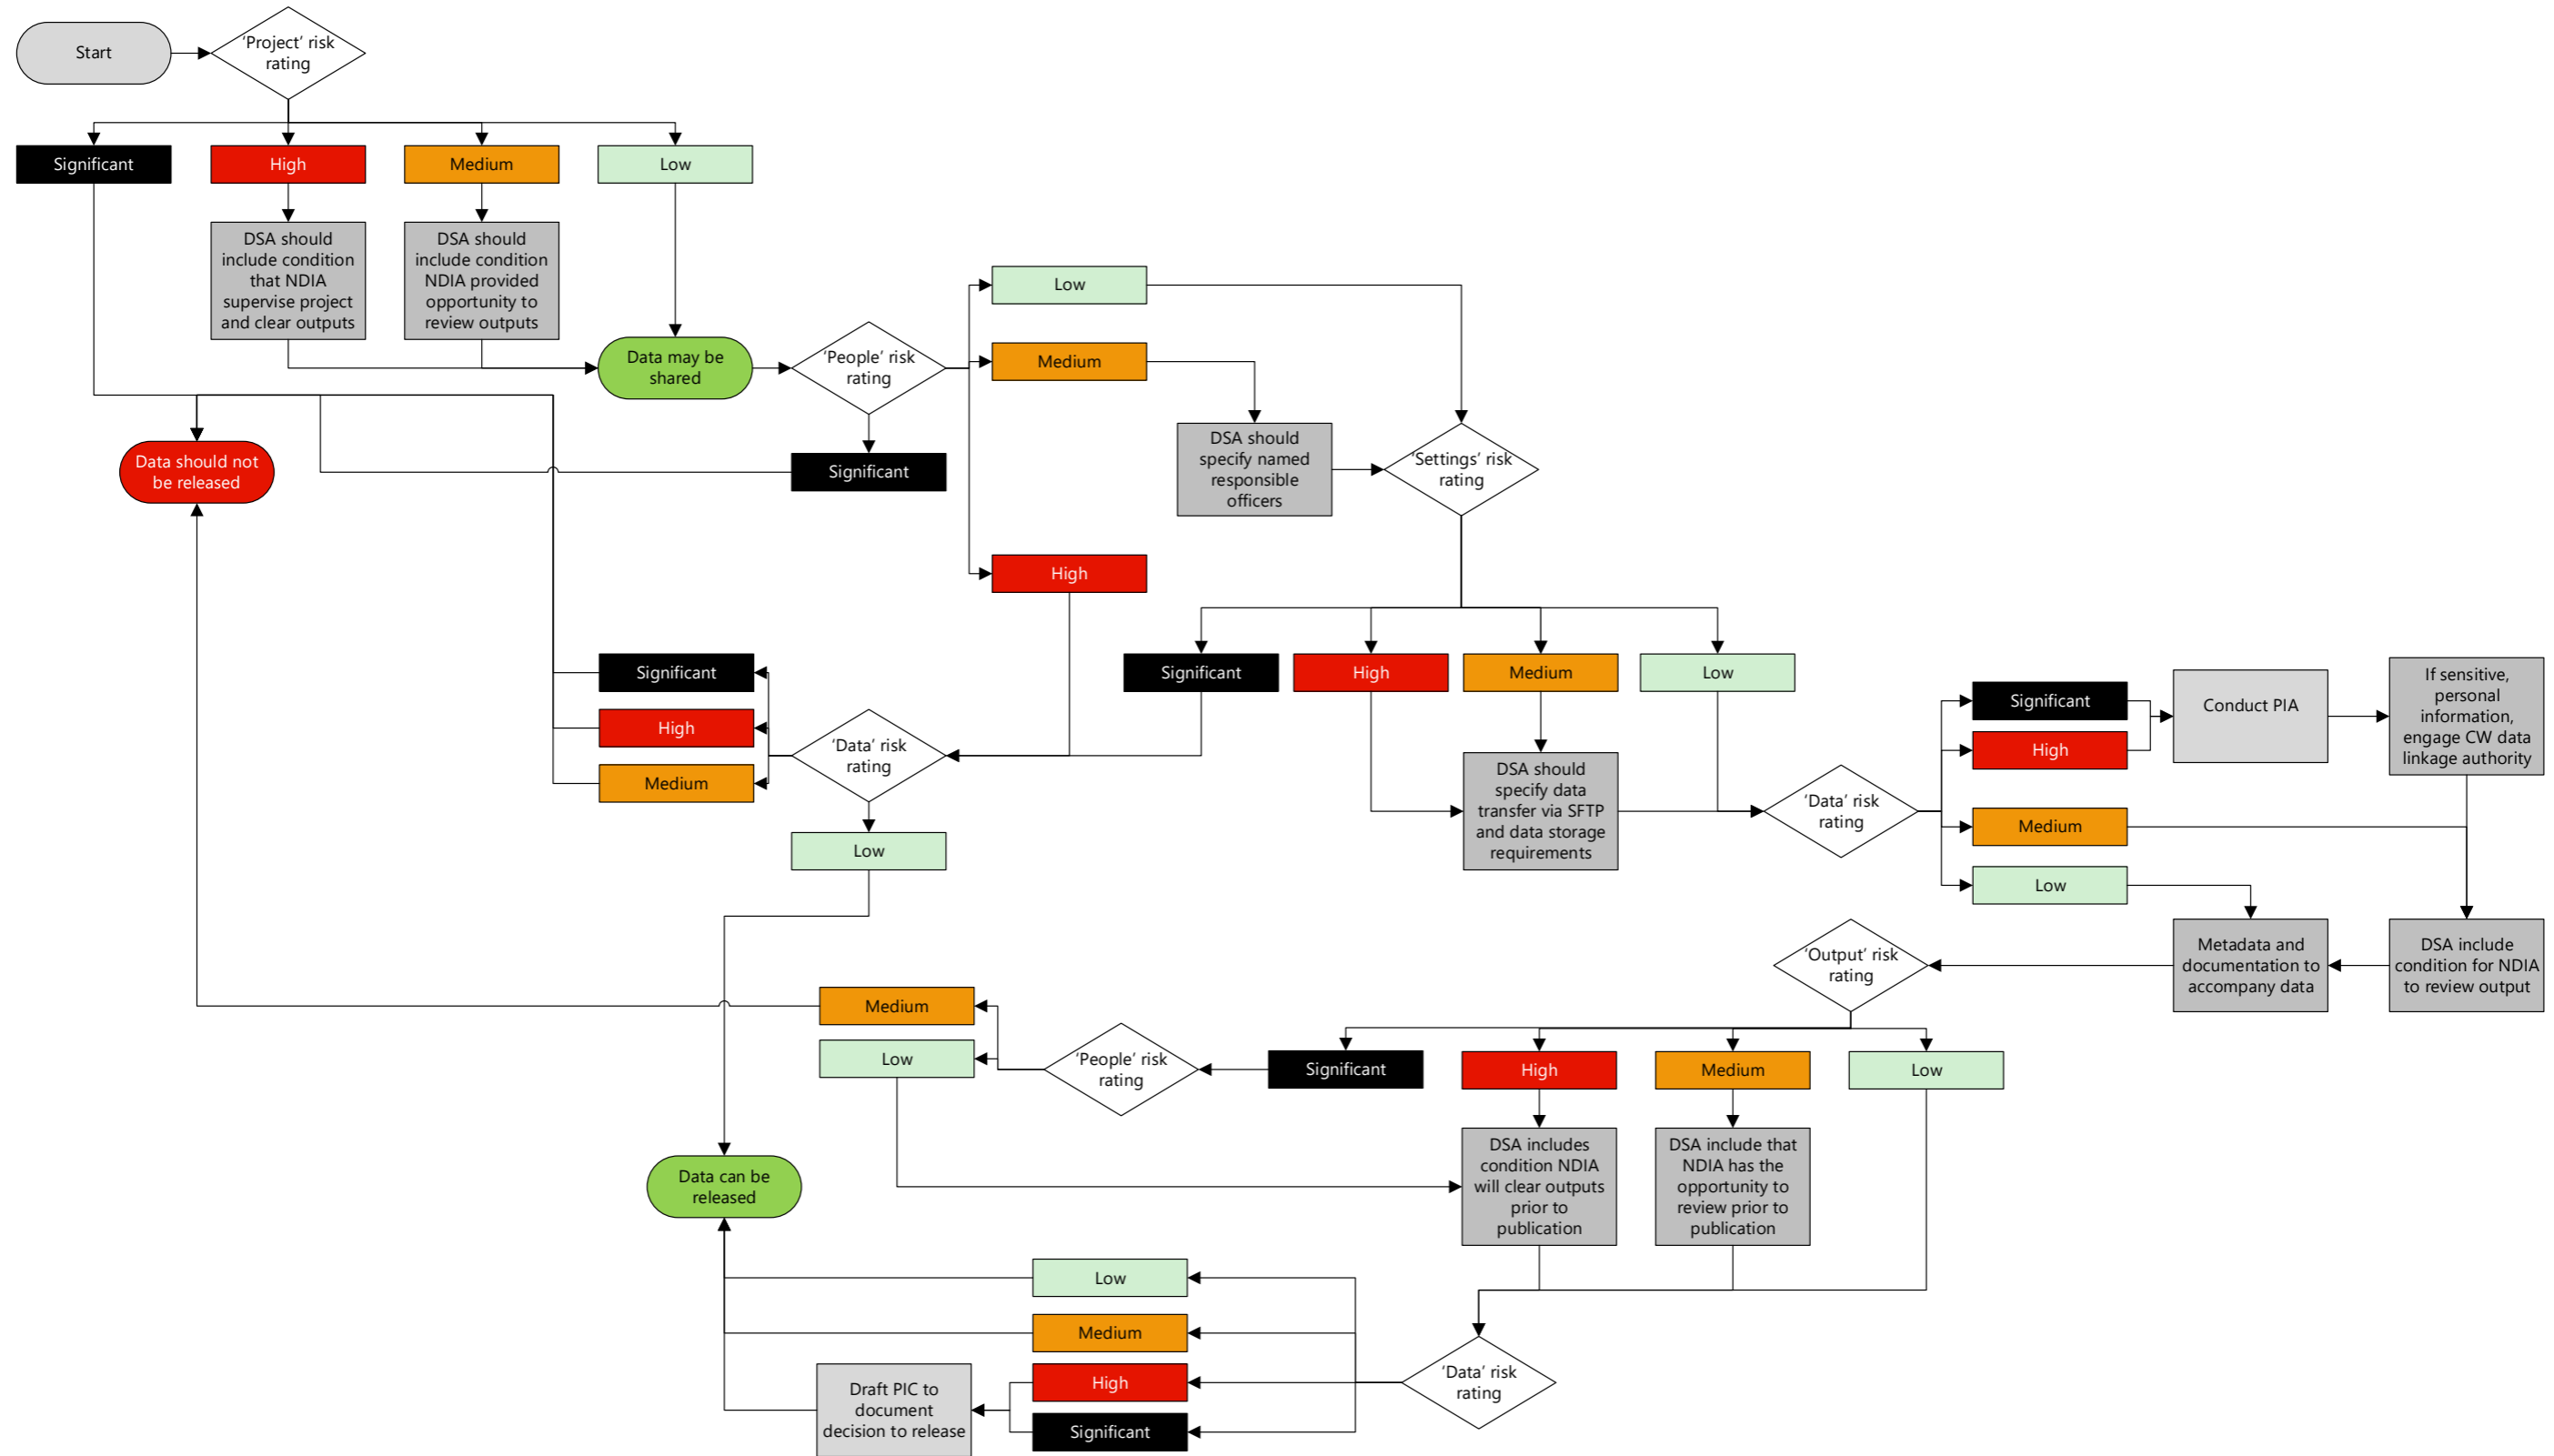 Start
'Project' risk
rating
Significant
High
Medium
Low
DSA should
include condition
that NDIA
supervise project
and clear outputs
DSA should
include condition
NDIA provided
opportunity to
review outputs
Data may be
shared
'People' risk
rating
Low
Medium
Significant
High
Data should not
be released
DSA should
specify named
responsible
officers
'Settings' risk
rating
Significant
High
Medium
Low
Significant
High
Medium
'Data' risk
rating
Low
DSA should
specify data
transfer via SFTP
and data storage
requirements
'Data' risk
rating
Significant
High
Medium
Low
Conduct PIA
If sensitive,
personal
information,
engage CW data
linkage authority
DSA include
condition for NDIA
to review output
Metadata and
documentation to
accompany data
'Output' risk
rating
Significant
High
Medium
Low
'People' risk
rating
Medium
Low
DSA includes
condition NDIA
will clear outputs
prior to
publication
DSA include that
NDIA has the
opportunity to
review prior to
publication
Data can be
released
'Data' risk
rating
Low
Medium
High
Significant
Draft PIC to
document
decision to release